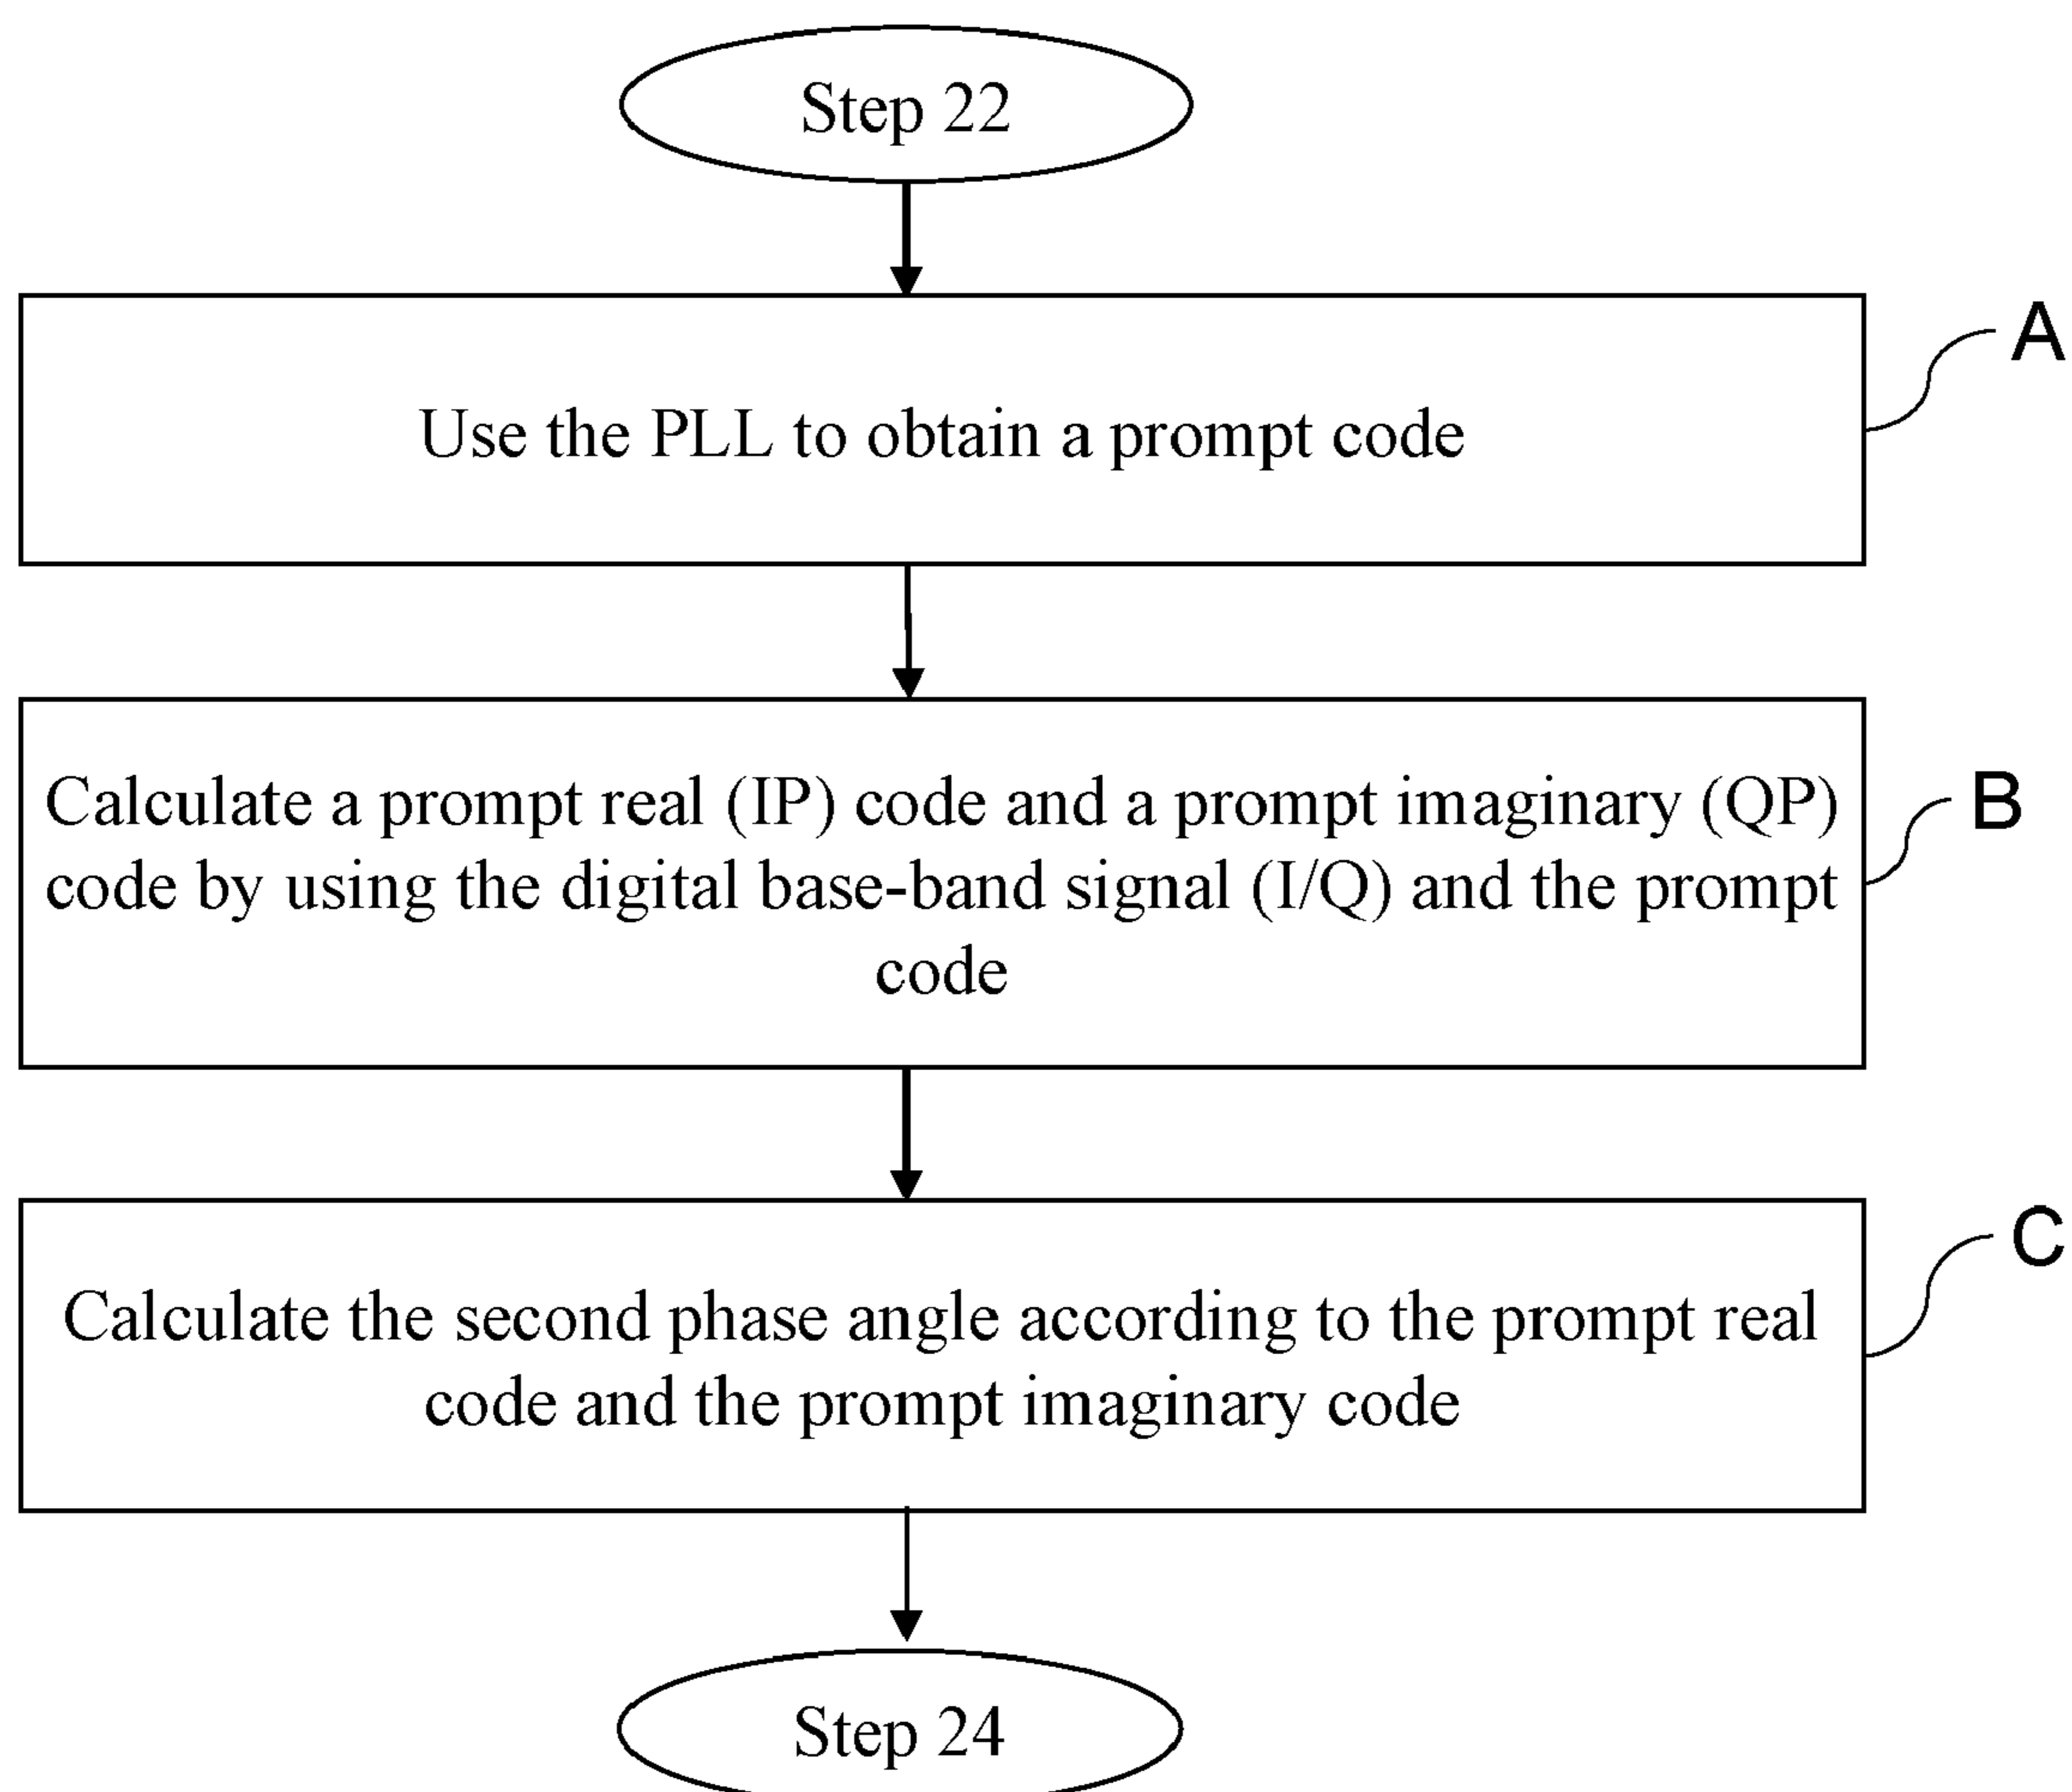 Step 22
A
Use the PLL to obtain a prompt code
Calculate a prompt real (IP) code and a prompt imaginary (QP)
B
code by using the digital base-band signal (I/Q) and the prompt
code
C
Calculate the second phase angle according to the prompt real
code and the prompt imaginary code
Step 24